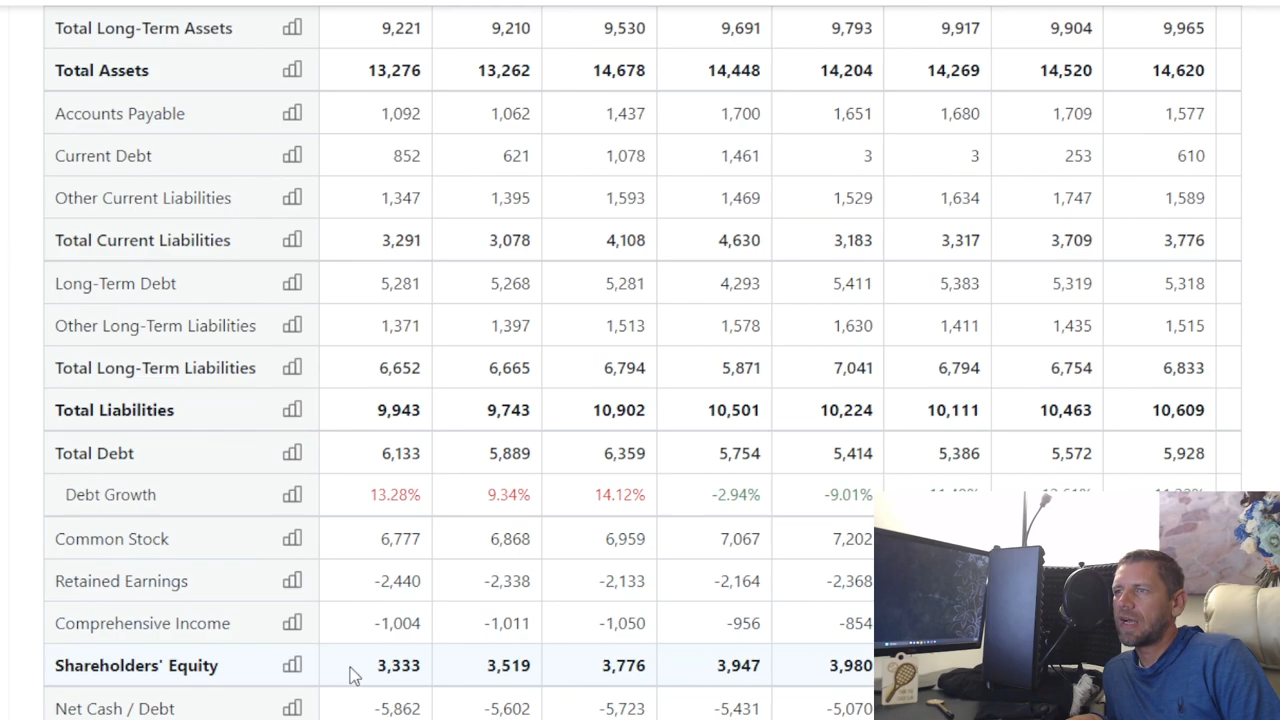 Total Long-Term Assets 9,221 9,210 9,530 9,691 9,793 9,917 9,904 9,965
Total Assets 13,276 13,262 14,678 14,448 14,204 14,269 14,520 14,620
Accounts Payable 1,092 1,062 1,437 1,700 1,651 1,680 1,709 1,577
Current Debt 852 621 1,078 1,461 3 3 253 610
Other Current Liabilities 1,347 1,395 1,593 1,469 1,529 1,634 1,747 1,589
Total Current Liabilities 3,291 3,078 4,108 4,630 3,183 3,317 3,709 3,776
Long-Term Debt 5,281 5,268 5,281 4,293 5,411 5,383 5,319 5,318
Other Long-Term Liabilities 1,371 1,397 1,513 1,578 1,630 1,411 1,435 1,515
Total Long-Term Liabilities 6,652 6,665 6,794 5,871 7,041 6,794 6,754 6,833
Total Liabilities 9,943 9,743 10,902 10,501 10,224 10,111 10,463 10,609
Total Debt 6,133 5,889 6,359 5,754 5,414 5,386 5,572 5,928
Debt Growth 13.28% 9.34% 14.12% -2.94% -9.01%
Common Stock 6,777 6,868 6,959 7,067 7,202
Retained Earnings -2,440 -2,338 -2,133 -2,164 -2,368
Comprehensive Income -1,004 -1,011 -1,050 -956 -854
Shareholders' Equity 3,333 3,519 3,776 3,947 3,980
Net Cash / Debt -5,862 -5,602 -5,723 -5,431 -5,070